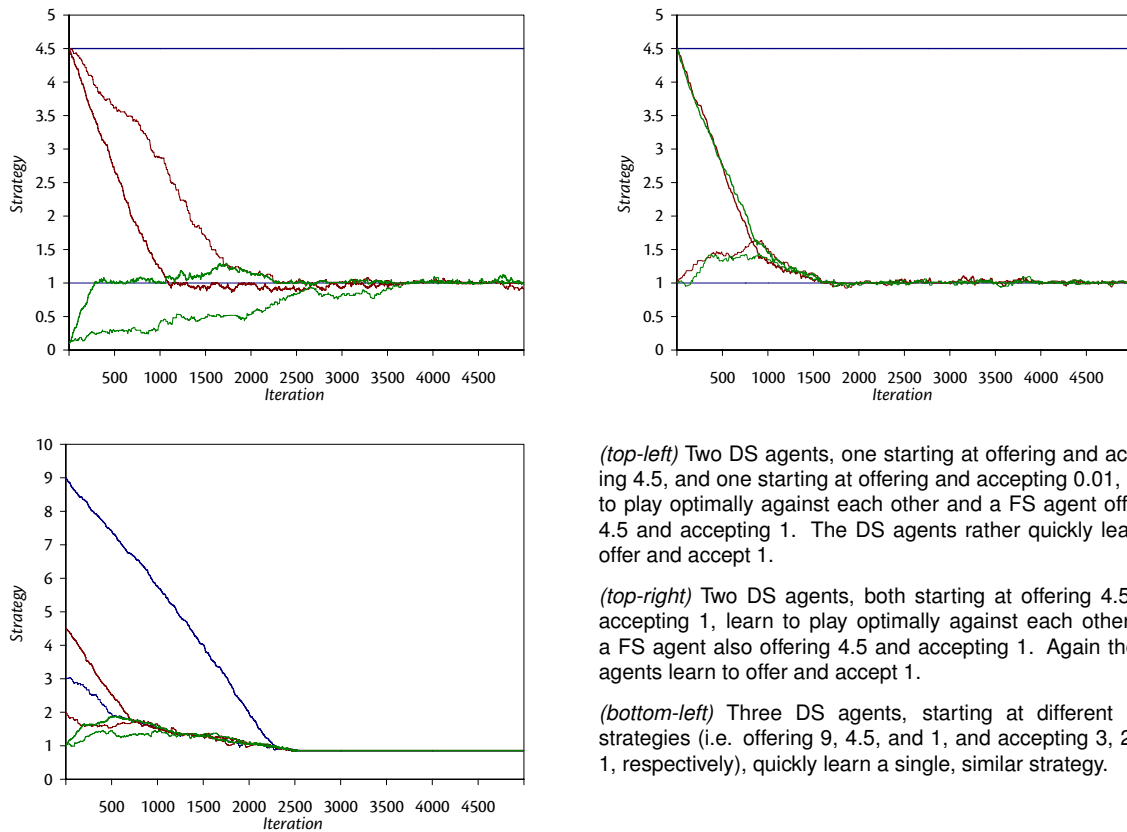 5
4.5
4
3.5
3
2.5
2
1.5
1
0.5
0
Strategy
500 1000 1500 2000 2500 3000 3500 4000 4500
Iteration
5
4.5
4
3.5
3
2.5
2
1.5
1
0.5
0
Strategy
500 1000 1500 2000 2500 3000 3500 4000 4500
Iteration
10
9
8
7
6
5
4
3
2
1
0
Strategy
500 1000 1500 2000 2500 3000 3500 4000 4500
Iteration
(top-left) Two DS agents, one starting at offering and ac
ing 4.5, and one starting at offering and accepting 0.01,
to play optimally against each other and a FS agent off
4.5 and accepting 1. The DS agents rather quickly lea
offer and accept 1.
(top-right) Two DS agents, both starting at offering 4.5
accepting 1, learn to play optimally against each other
a FS agent also offering 4.5 and accepting 1. Again the
agents learn to offer and accept 1.
(bottom-left) Three DS agents, starting at different
strategies (i.e. offering 9, 4.5, and 1, and accepting 3, 2
1, respectively), quickly learn a single, similar strategy.